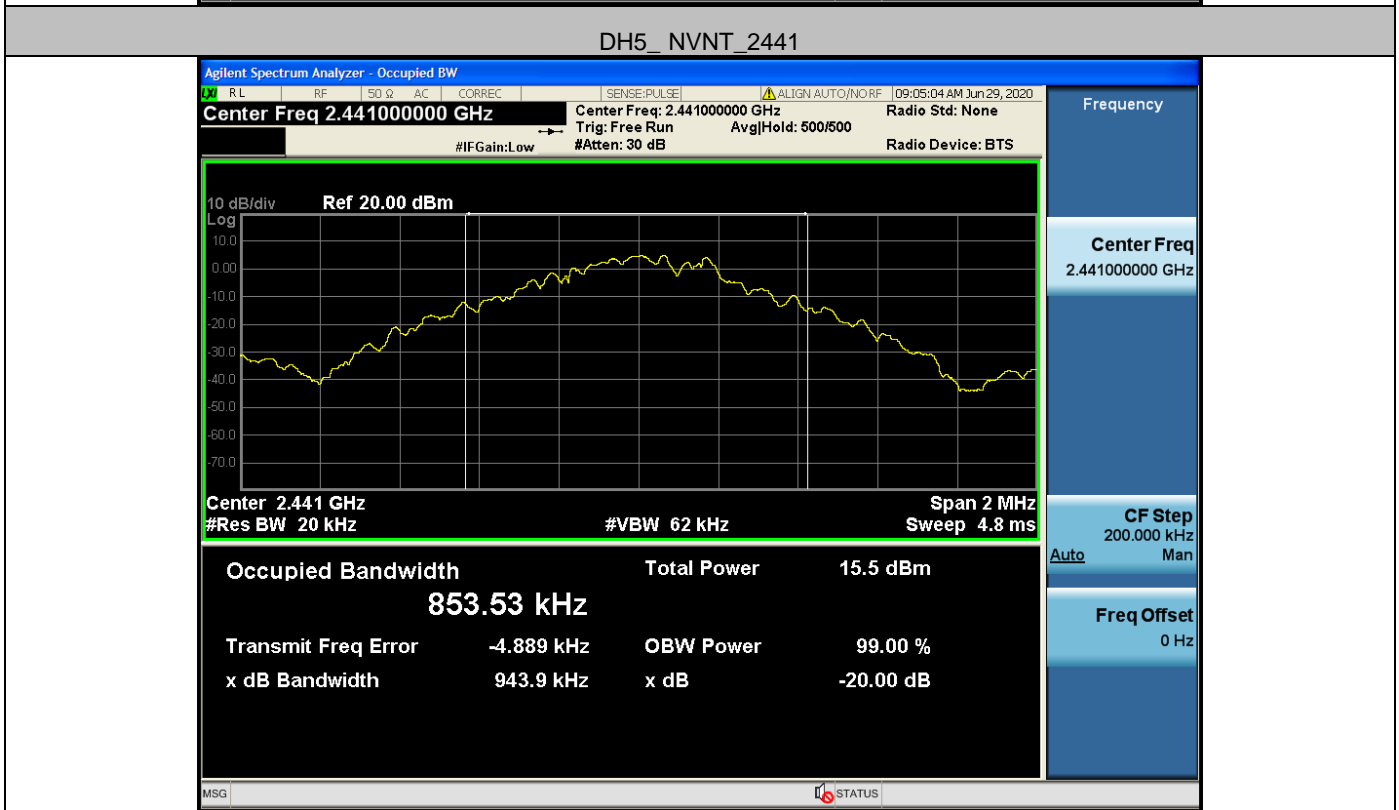 DH5_ NVNT_2441
Agilent Spectrum Analyzer - Occupied BW
LXI RL RF 50 Ω AC CORREC SENSE:PULSE ALIGN AUTO/NO RF 09:05:04 AM Jun 29, 2020
Center Freq 2.441000000 GHz
Center Freq: 2.441000000 GHz
Radio Std: None
Trig: Free Run Avg|Hold: 500/500
#IFGain:Low
#Atten: 30 dB
Radio Device: BTS
Frequency
10 dB/div Ref 20.00 dBm
Log
10.0
0.00
-10.0
-20.0
-30.0
-40.0
-50.0
-60.0
-70.0
Center 2.441 GHz Span 2 MHz
#Res BW 20 kHz #VBW 62 kHz Sweep 4.8 ms
Occupied Bandwidth Total Power 15.5 dBm
853.53 kHz
Transmit Freq Error -4.889 kHz OBW Power 99.00 %
x dB Bandwidth 943.9 kHz x dB -20.00 dB
Center Freq
2.441000000 GHz
CF Step
200.000 kHz
Auto Man
Freq Offset
0 Hz
MSG STATUS